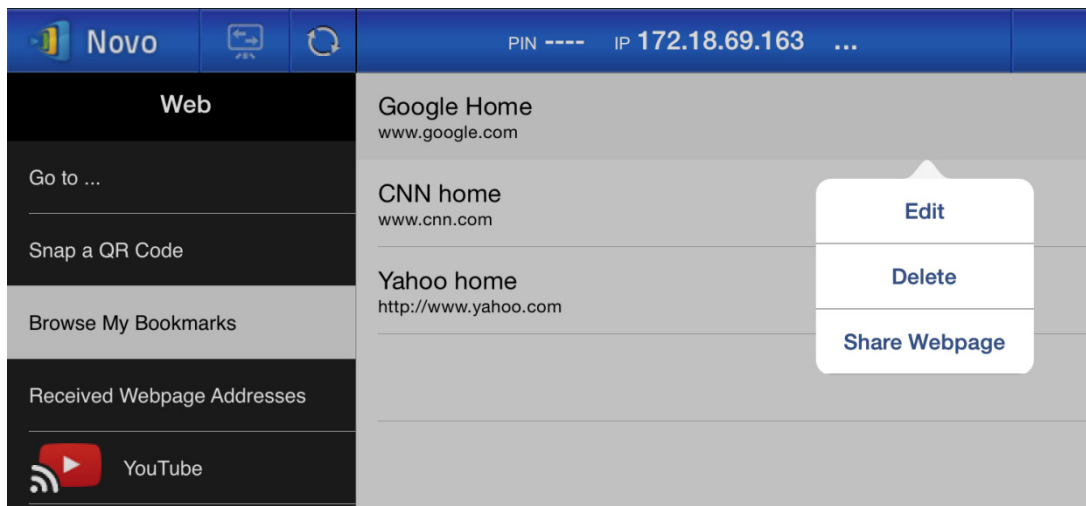 Novo
PIN ---- IP 172.18.69.163 ...
Web
Go to ...
Snap a QR Code
Browse My Bookmarks
Received Webpage Addresses
YouTube
Google Home
www.google.com
CNN home
www.cnn.com
Yahoo home
http://www.yahoo.com
Edit
Delete
Share Webpage